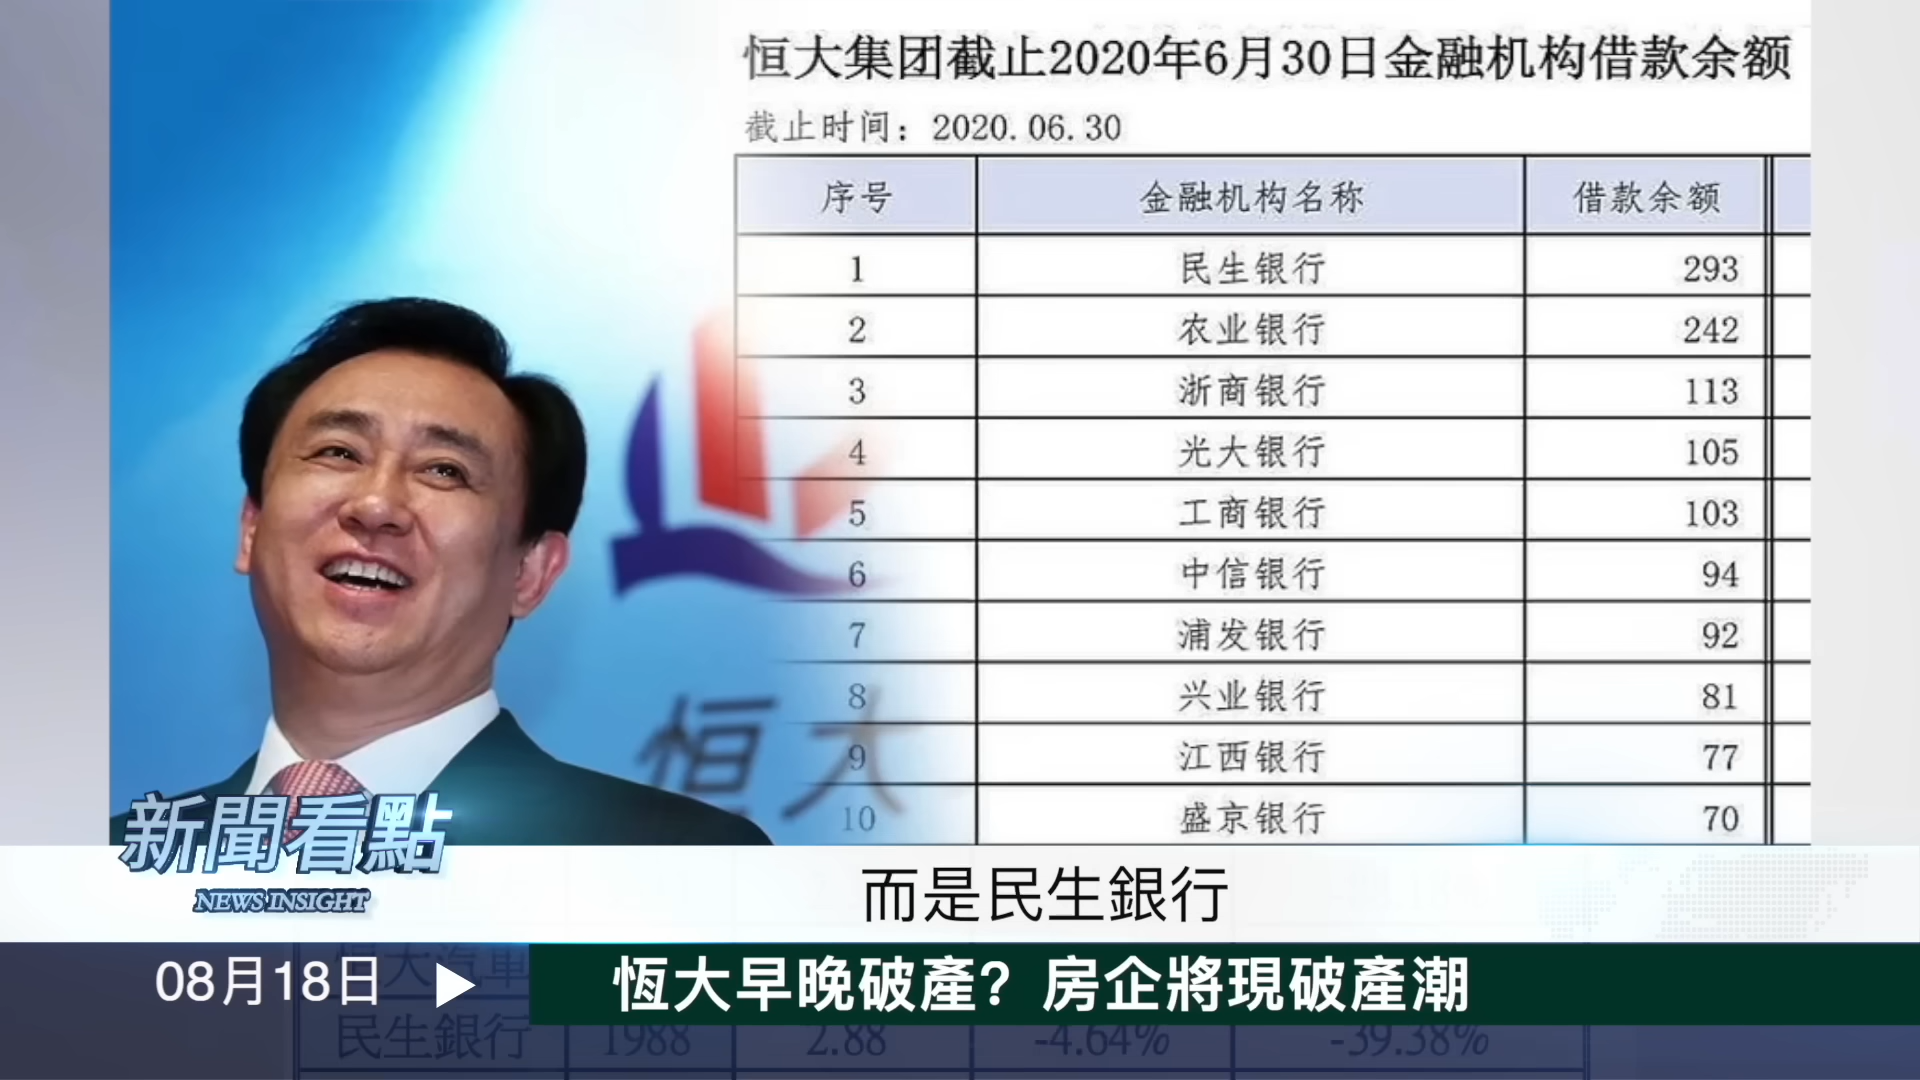 恒大集团截止2020年6月30日金融机构借款余额
截止时间：2020.06.30
序号 金融机构名称 借款余额
1 民生银行 293
2 农业银行 242
3 浙商银行 113
4 光大银行 105
5 工商银行 103
6 中信银行 94
7 浦发银行 92
8 兴业银行 81
9 江西银行 77
10 盛京银行 70
恒大
新聞看點
NEWS INSIGHT
而是民生銀行
08月18日
恆大早晚破產？房企將現破產潮
恒大汽車
民生銀行 1988 2.88 -4.64% -39.38%